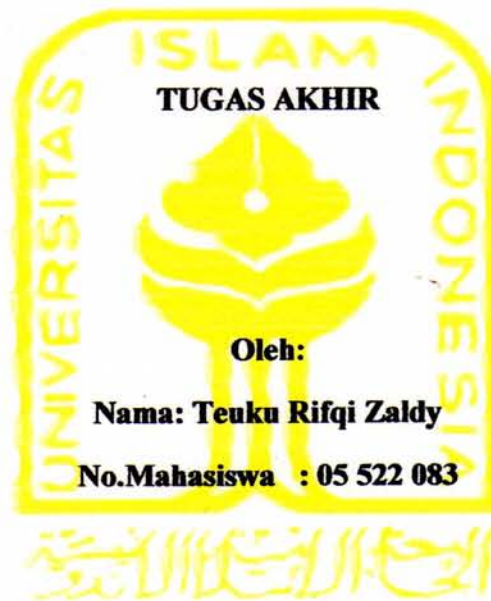 UNIVERSITAS ISLAM INDONESIA
TUGAS AKHIR
Oleh:
Nama: Teuku Rifqi Zaldy
No.Mahasiswa : 05 522 083